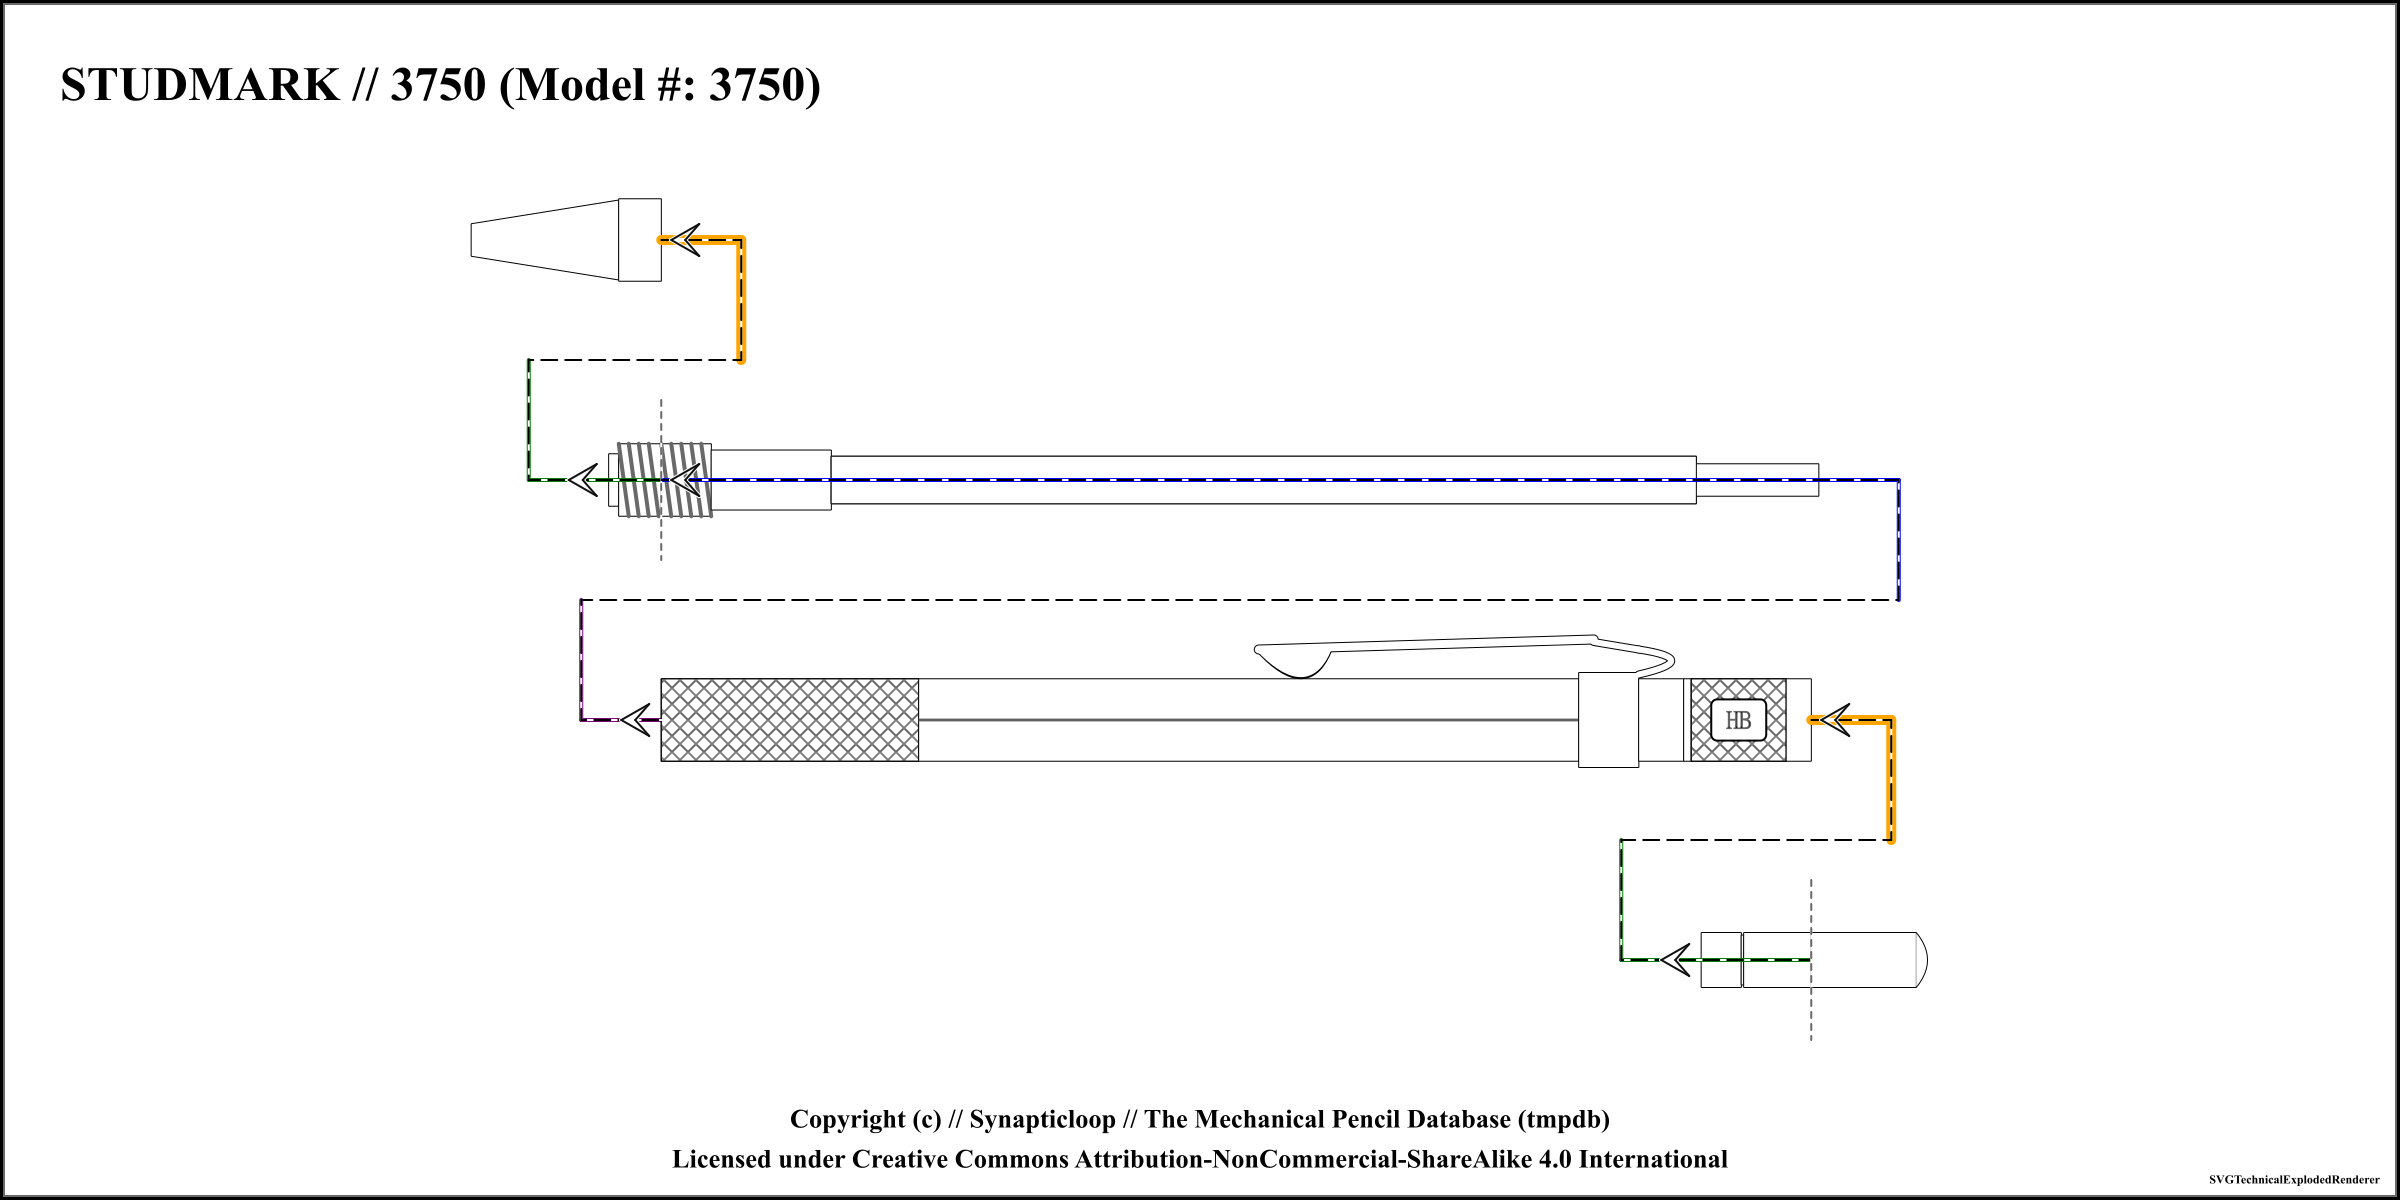 STUDMARK // 3750 (Model #: 3750)
HB
Copyright (c) // Synapticloop // The Mechanical Pencil Database (tmpdb)
Licensed under Creative Commons Attribution-NonCommercial-ShareAlike 4.0 International
SVGTechnicalExplodedRenderer